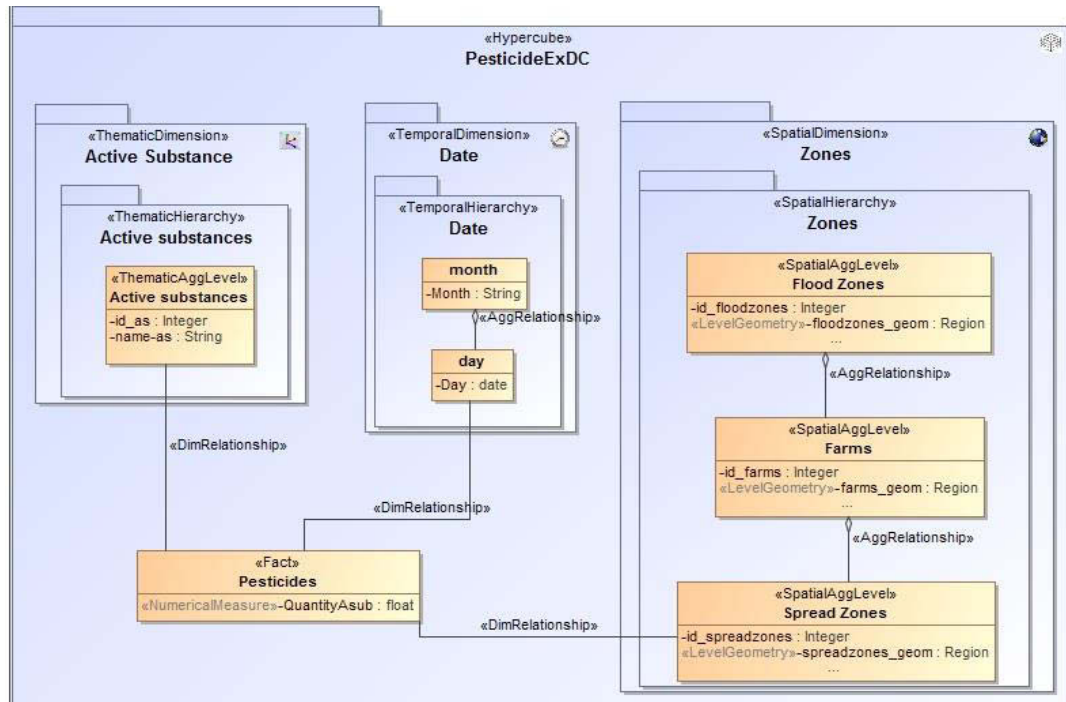 «Hypercube»
PesticideExDC
«ThematicDimension»
Active Substance
«ThematicHierarchy»
Active substances
«ThematicAggLevel»
Active substances
-id_as : Integer
-name-as : String
«TemporalDimension»
Date
«TemporalHierarchy»
Date
month
-Month : String
«AggRelationship»
day
-Day : date
«SpatialDimension»
Zones
«SpatialHierarchy»
Zones
«SpatialAggLevel»
Flood Zones
-id_floodzones : Integer
«LevelGeometry»-floodzones_geom : Region
...
«AggRelationship»
«SpatialAggLevel»
Farms
-id_farms : Integer
«LevelGeometry»-farms_geom : Region
...
«AggRelationship»
«SpatialAggLevel»
Spread Zones
-id_spreadzones : Integer
«LevelGeometry»-spreadzones_geom : Region
...
«DimRelationship»
«DimRelationship»
«DimRelationship»
«Fact»
Pesticides
«NumericalMeasure»-QuantityAsub : float